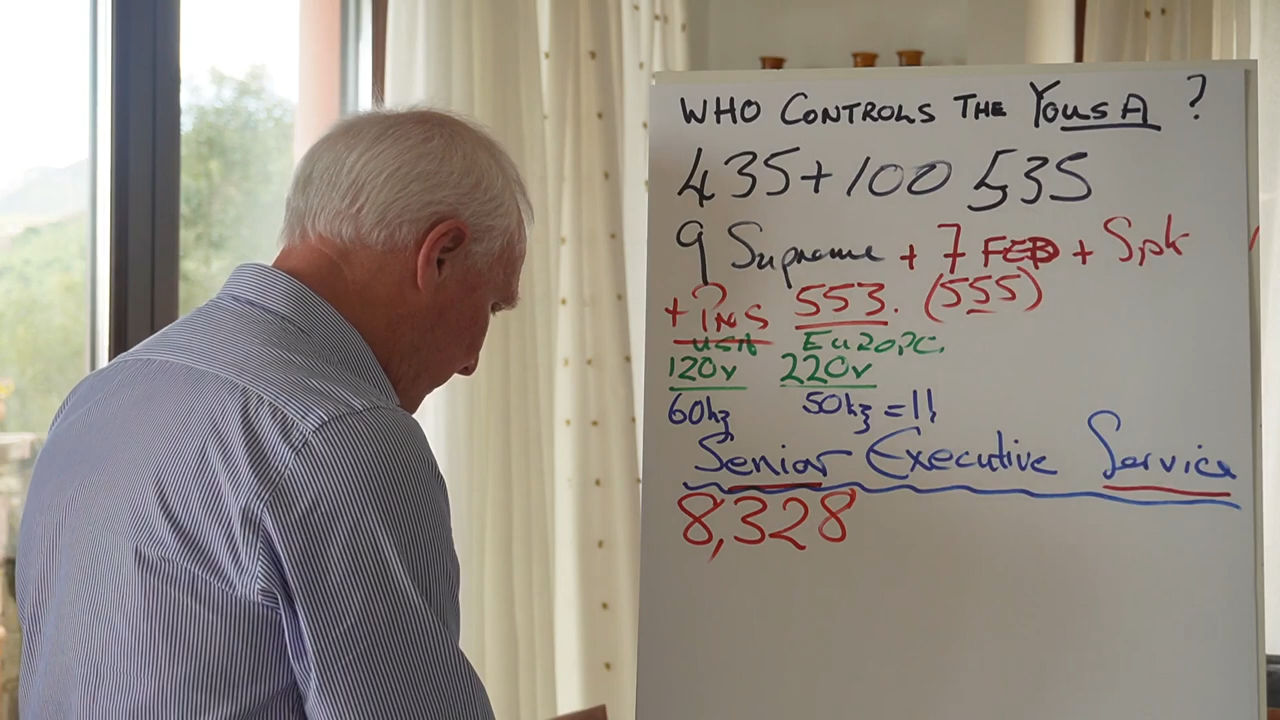 WHO CONTROLS THE YOUSA ?
435+100 535
9 Supreme + 7 FED + Spk
+ 553. (555)
USA EUROPE.
120v 220v
60hz 50hz = !!
Senior Executive Service
8,328